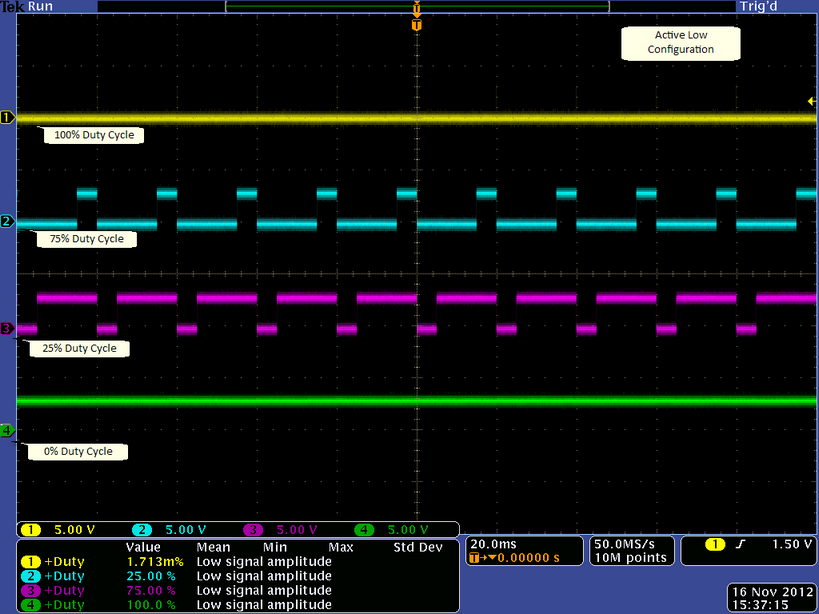 Tek Run Trig'd
T
T
Active Low
Configuration
1
100% Duty Cycle
2
75% Duty Cycle
3
25% Duty Cycle
4
0% Duty Cycle
1 5.00 V 2 5.00 V 3 5.00 V 4 5.00 V
Value Mean Min Max Std Dev
1 +Duty 1.713m% Low signal amplitude
2 +Duty 25.00 % Low signal amplitude
3 +Duty 75.00 % Low signal amplitude
4 +Duty 100.0 % Low signal amplitude
20.0ms
T→▼0.00000 s
50.0MS/s
10M points
1 1.50 V
16 Nov 2012
15:37:15